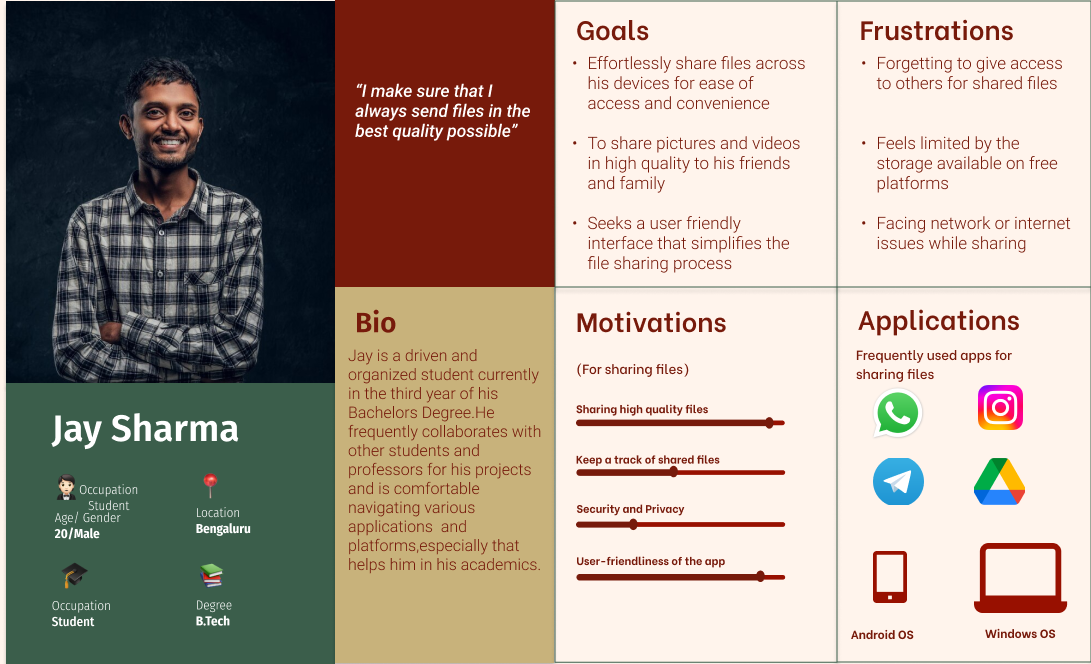 Jay Sharma
Occupation
Student
Age/ Gender
20/Male
Location
Bengaluru
Occupation
Student
Degree
B.Tech
“I make sure that I
always send files in the
best quality possible”
Bio
Jay is a driven and
organized student currently
in the third year of his
Bachelors Degree.He
frequently collaborates with
other students and
professors for his projects
and is comfortable
navigating various
applications  and
platforms,especially that
helps him in his academics.
Goals
• Effortlessly share files across
his devices for ease of
access and convenience
• To share pictures and videos
in high quality to his friends
and family
• Seeks a user friendly
interface that simplifies the
file sharing process
Frustrations
• Forgetting to give access
to others for shared files
• Feels limited by the
storage available on free
platforms
• Facing network or internet
issues while sharing
Motivations
(For sharing files)
Sharing high quality files
Keep a track of shared files
Security and Privacy
User-friendliness of the app
Applications
Frequently used apps for
sharing files
Android OS
Windows OS